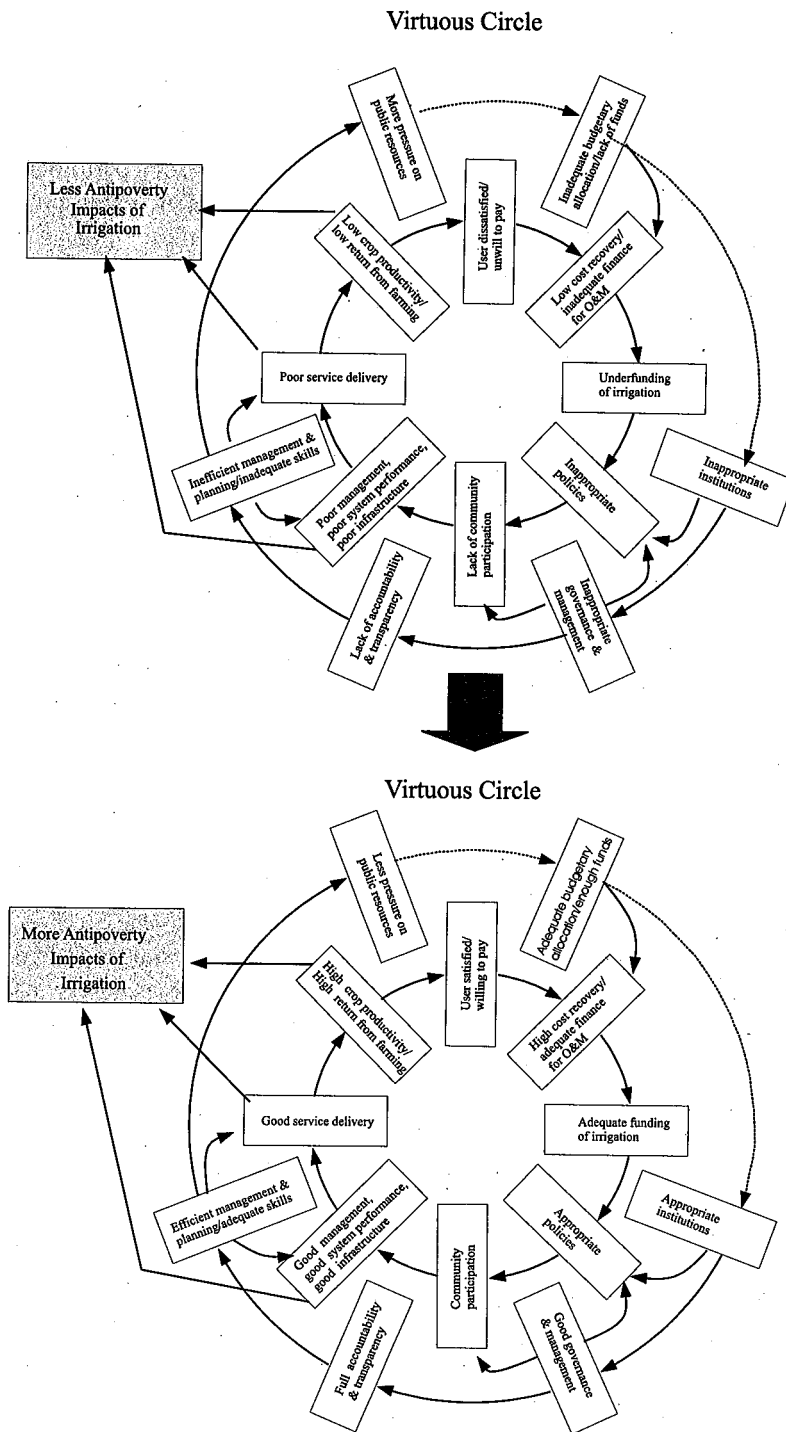 Virtuous Circle
More pressure on
public resources
Inadequate budgetary
allocation/lack of funds
Less Antipoverty
Impacts of
Irrigation
Low crop productivity/
low return from farming
User dissatisfied/
unwill to pay
Low cost recovery/
inadequate finance
for O&M
Poor service delivery
Underfunding
of irrigation
Inefficient management &
planning/inadequate skills
Poor management,
poor system performance,
poor infrastructure
Lack of community
participation
Inappropriate
policies
Inappropriate
institutions
Lack of accountability
& transparency
Inappropriate
governance &
management
Virtuous Circle
Less pressure on
public resources
Adequate budgetary
allocation/enough funds
More Antipoverty
Impacts of
Irrigation
High crop productivity/
High return from farming
User satisfied/
willing to pay
High cost recovery/
adequate finance
for O&M
Good service delivery
Adequate funding
of irrigation
Efficient management &
planning/adequate skills
Good management,
good system performance,
good infrastructure
Community
participation
Appropriate
policies
Appropriate
institutions
Full accountability
& transparency
Good governance
& management